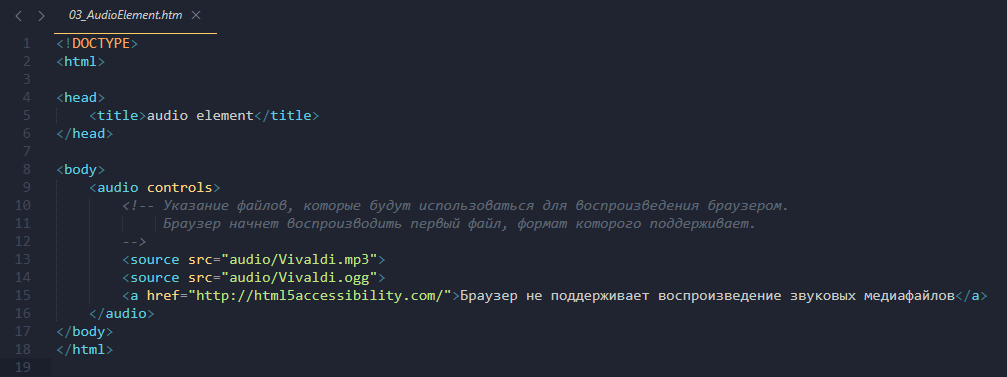 03_AudioElement.htm
1 <!DOCTYPE>
2 <html>
3
4 <head>
5 <title>audio element</title>
6 </head>
7
8 <body>
9 <audio controls>
10 <!-- Указание файлов, которые будут использоваться для воспроизведения браузером.
11 Браузер начнет воспроизводить первый файл, формат которого поддерживает.
12 -->
13 <source src="audio/Vivaldi.mp3">
14 <source src="audio/Vivaldi.ogg">
15 <a href="http://html5accessibility.com/">Браузер не поддерживает воспроизведение звуковых медиафайлов</a>
16 </audio>
17 </body>
18 </html>
19